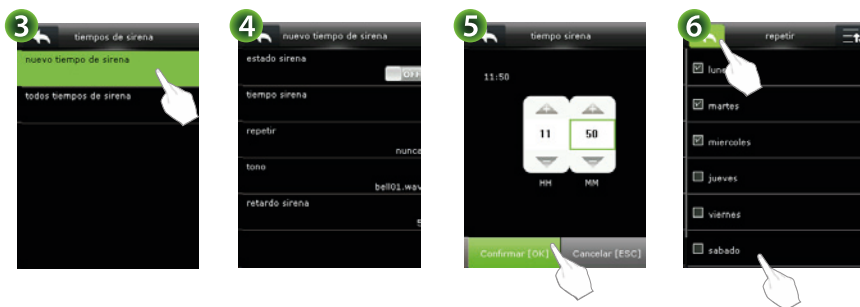 3
tiempos de sirena
nuevo tiempo de sirena
todos tiempos de sirena
4
nuevo tiempo de sirena
estado sirena
OFF
tiempo sirena
repetir
nunca
tono
bell01.wav
retardo sirena
5
5
tiempo sirena
11:50
11 50
HH MM
Confirmar [OK] Cancelar [ESC]
6
repetir
lunes
martes
miercoles
jueves
viernes
sabado